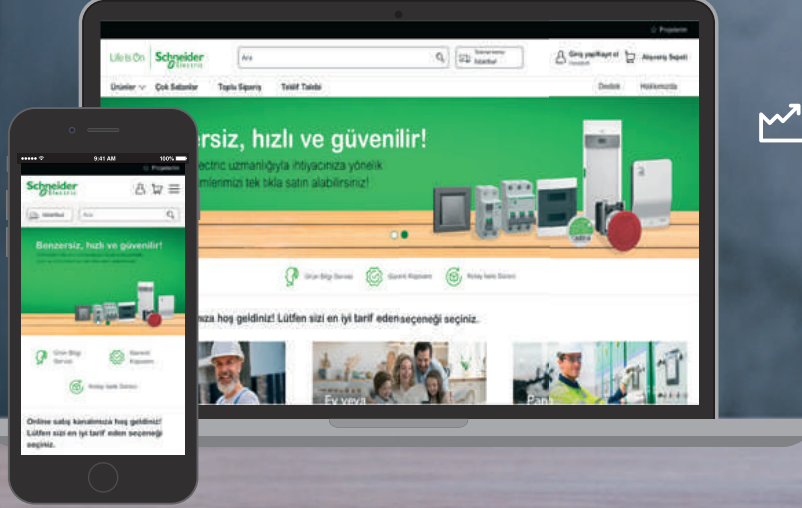 Projelerim
Life Is On
Schneider
Electric
Ara
İstanbul
Giriş yap/Kayıt ol
Alışveriş Sepeti
Ürünler
Çok Satanlar
Toplu Sipariş
Teklif Talebi
Destek
Hakkımızda
rsiz, hızlı ve güvenilir!
ectric uzmanlığıyla ihtiyacınıza yönelik
mlerimizi tek tıkla satın alabilirsiniz!
Ürün Bilgi Servisi
Garanti Kapsamı
Kolay İade Süreci
ıza hoş geldiniz! Lütfen sizi en iyi tarif eden seçeneği seçiniz.
Ev veya
Pano
9:41 AM
100%
Projelerim
Schneider
Electric
İstanbul
Ara
Benzersiz, hızlı ve güvenilir!
Ürün Bilgi
Servisi
Garanti
Kapsamı
Kolay İade Süreci
Online satış kanalımıza hoş geldiniz!
Lütfen sizi en iyi tarif eden seçeneği
seçiniz.